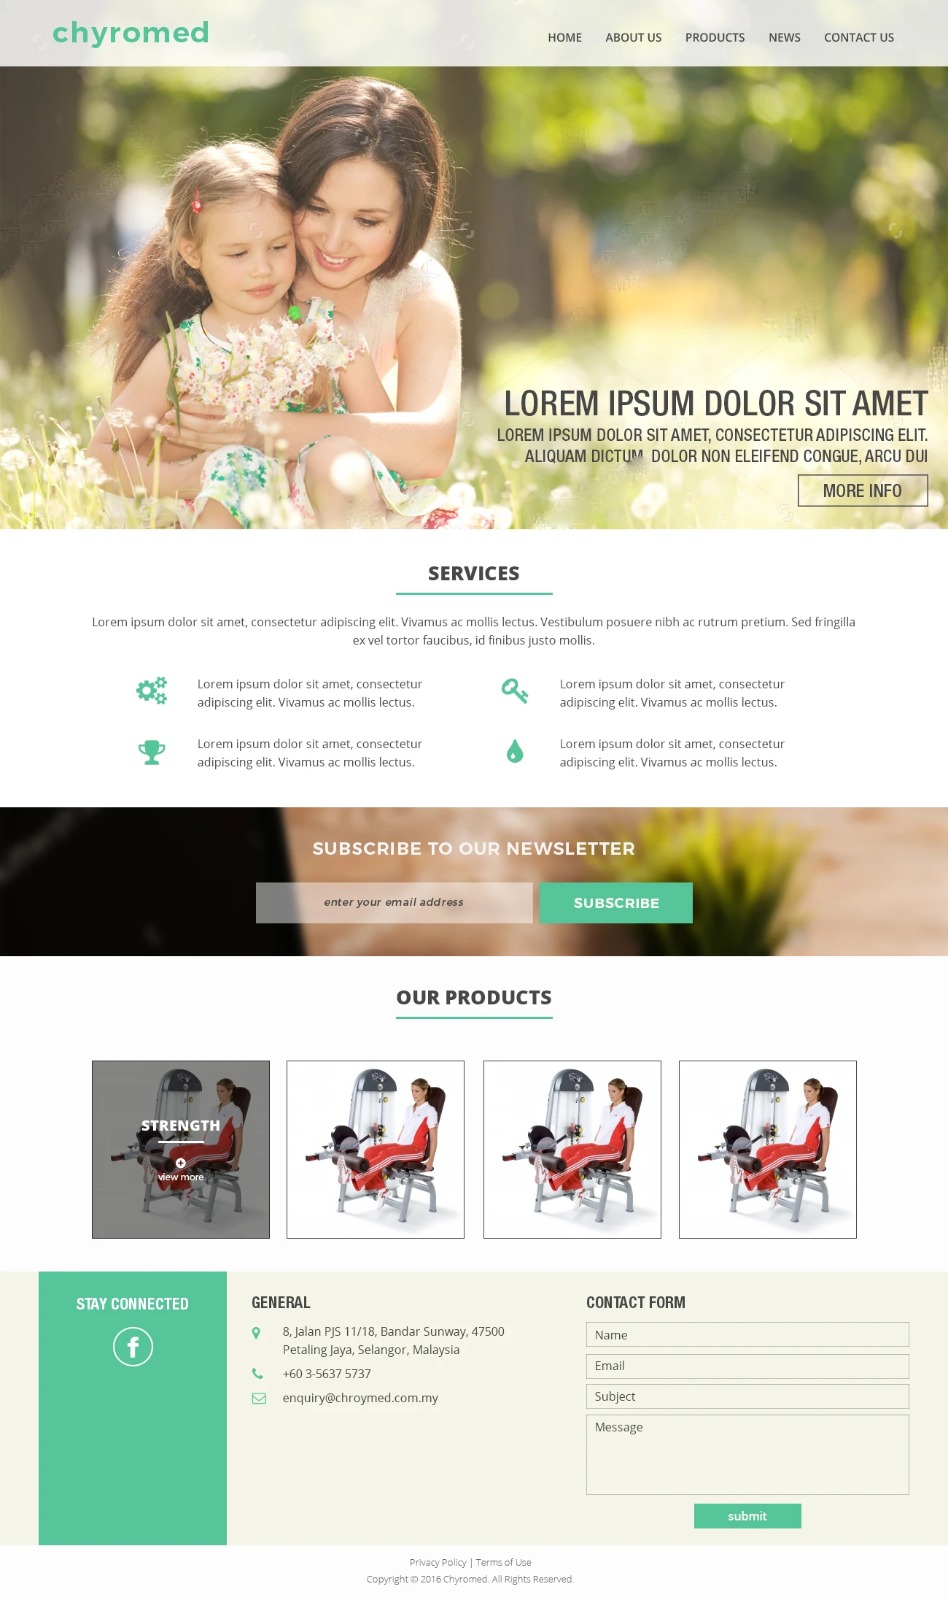 chyromed
HOME ABOUT US PRODUCTS NEWS CONTACT US
LOREM IPSUM DOLOR SIT AMET
LOREM IPSUM DOLOR SIT AMET, CONSECTETUR ADIPISCING ELIT.
ALIQUAM DICTUM DOLOR NON ELEIFEND CONGUE, ARCU DUI
MORE INFO
SERVICES
Lorem ipsum dolor sit amet, consectetur adipiscing elit. Vivamus ac mollis lectus. Vestibulum posuere nibh ac rutrum pretium. Sed fringilla
ex vel tortor faucibus, id finibus justo mollis.
Lorem ipsum dolor sit amet, consectetur
adipiscing elit. Vivamus ac mollis lectus.
Lorem ipsum dolor sit amet, consectetur
adipiscing elit. Vivamus ac mollis lectus.
Lorem ipsum dolor sit amet, consectetur
adipiscing elit. Vivamus ac mollis lectus.
Lorem ipsum dolor sit amet, consectetur
adipiscing elit. Vivamus ac mollis lectus.
SUBSCRIBE TO OUR NEWSLETTER
enter your email address
SUBSCRIBE
OUR PRODUCTS
STRENGTH
view more
STAY CONNECTED
GENERAL
8, Jalan PJS 11/18, Bandar Sunway, 47500
Petaling Jaya, Selangor, Malaysia
+60 3-5637 5737
enquiry@chroymed.com.my
CONTACT FORM
Name
Email
Subject
Message
submit
Privacy Policy | Terms of Use
Copyright © 2016 Chyromed. All Rights Reserved.